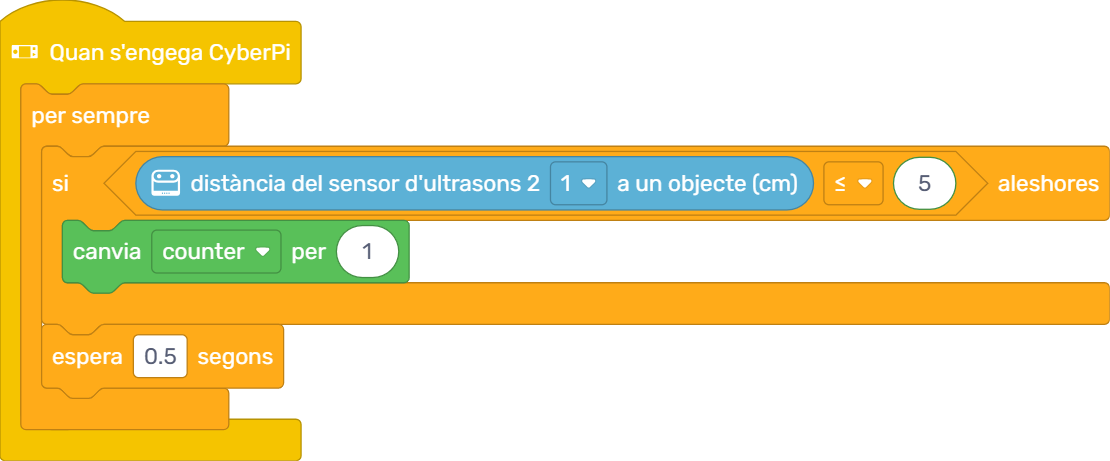 Quan s'engega CyberPi
per sempre
si distància del sensor d'ultrasons 2 1 a un objecte (cm) ≤ 5 aleshores
canvia counter per 1
espera 0.5 segons